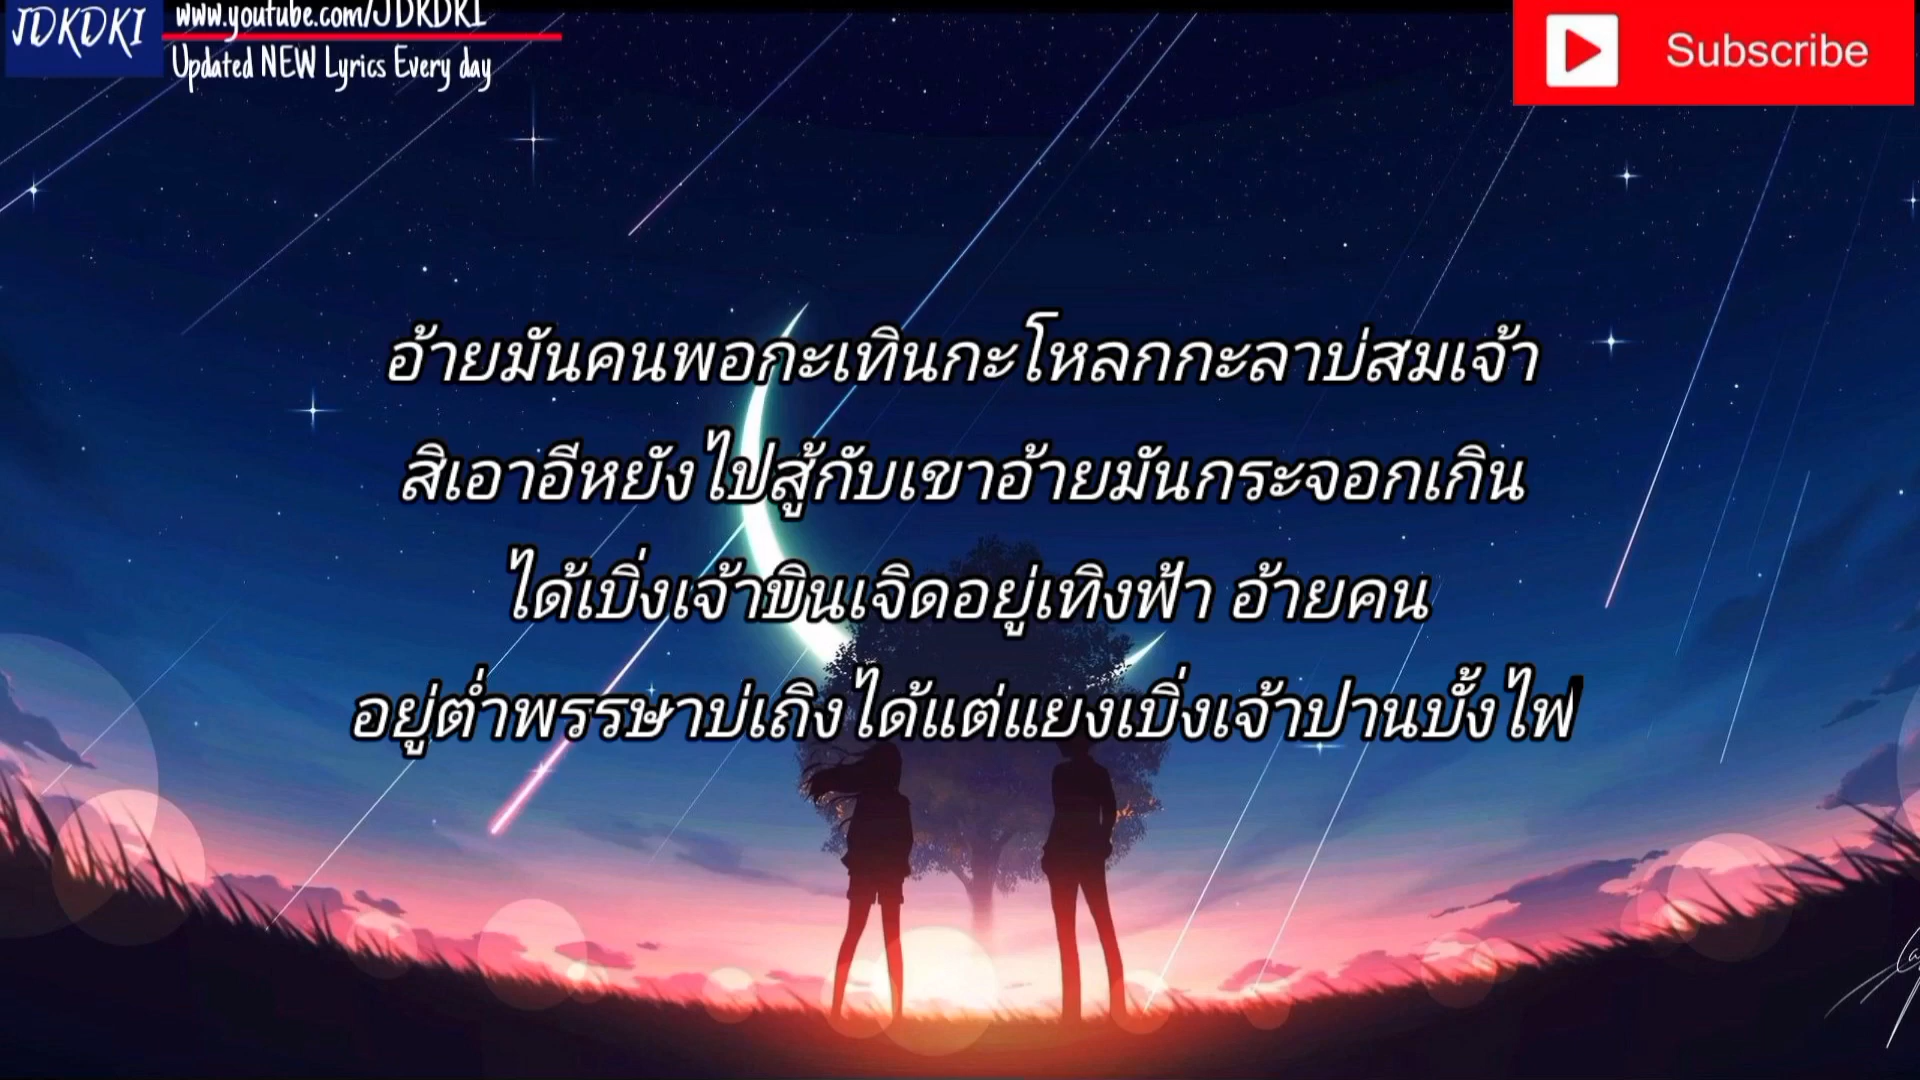 JDKDKI
www.youtube.com/JDKDKI
Updated NEW Lyrics Every day
Subscribe
อ้ายมันคนพอกะเทินกะโหลกกะลาบ่สมเจ้า
สิเอาอีหยังไปสู้กับเขาอ้ายมันกระจอกเกิน
ได้เบิ่งเจ้าขินเจิดอยู่เทิงฟ้า อ้ายคน
อยู่ต่ำพรรษาบ่เถิงได้แต่แยงเบิ่งเจ้าปานบั้งไฟ